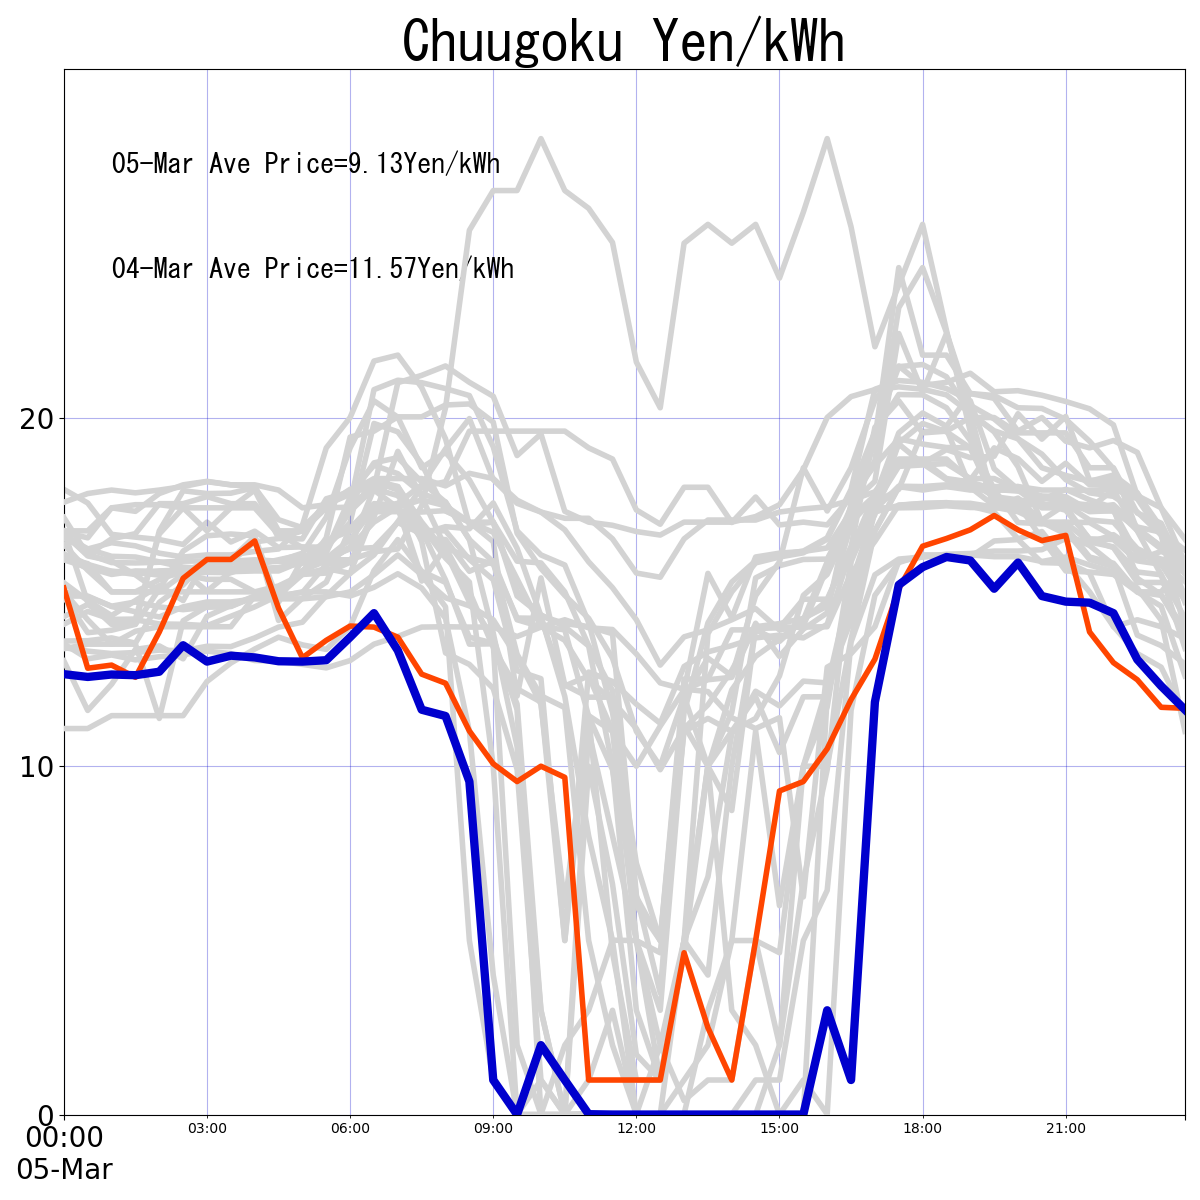 Chuugoku Yen/kWh
05-Mar Ave Price=9.13Yen/kWh
04-Mar Ave Price=11.57Yen/kWh
20
10
0
00:00 03:00 06:00 09:00 12:00 15:00 18:00 21:00
05-Mar